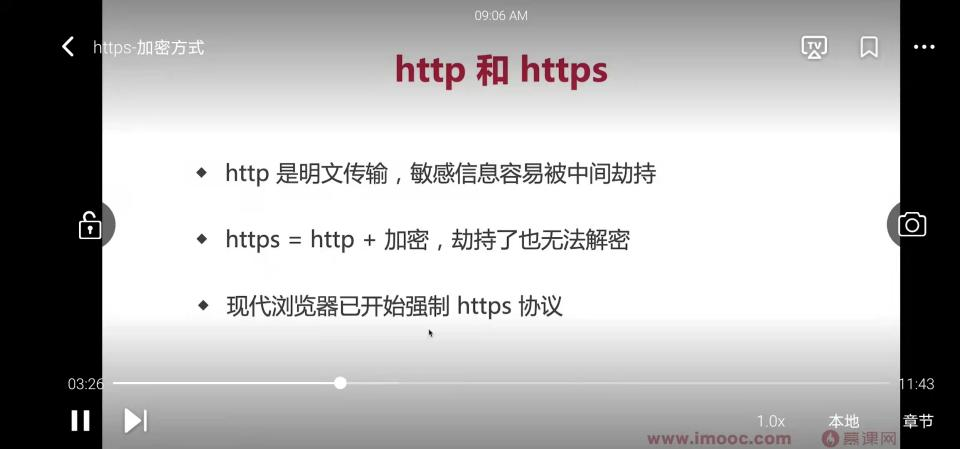 09:06 AM
https-加密方式
TV
http 和 https
http 是明文传输，敏感信息容易被中间劫持
https = http + 加密，劫持了也无法解密
现代浏览器已开始强制 https 协议
03:26
11:43
1.0x
本地
章节
www.imooc.com
慕课网